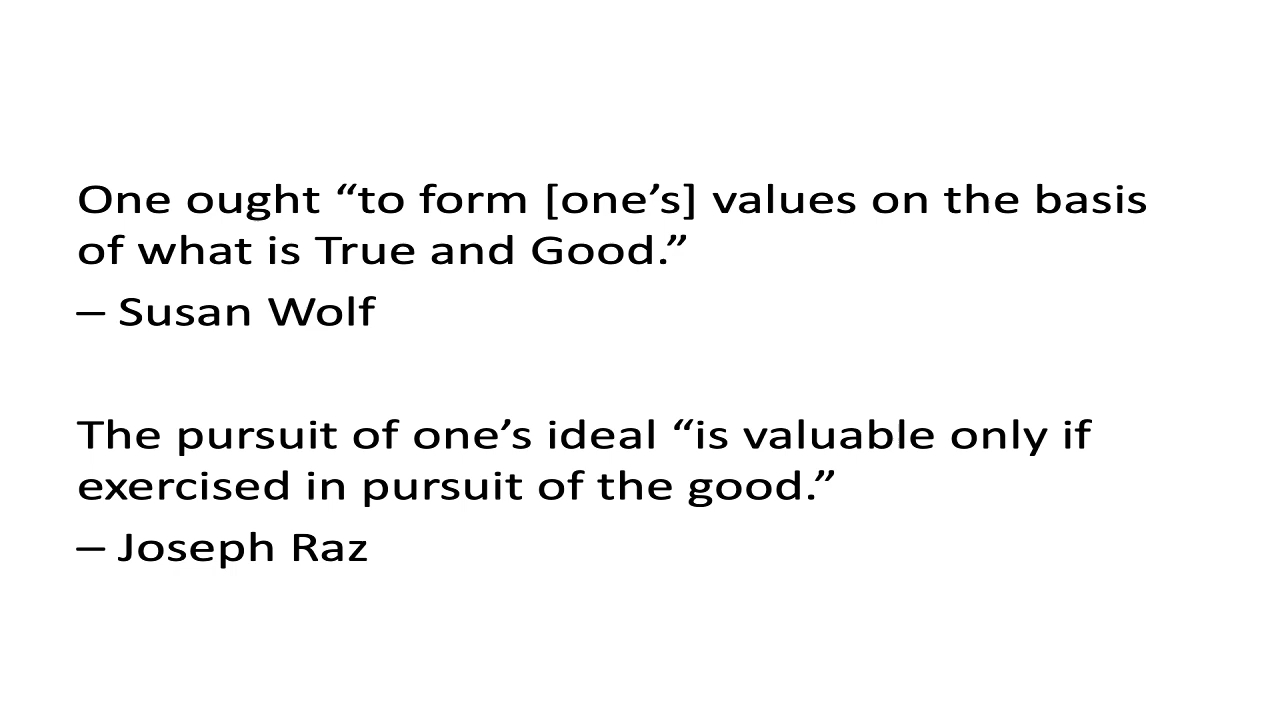 One ought “to form [one’s] values on the basis
of what is True and Good.”
– Susan Wolf
The pursuit of one’s ideal “is valuable only if
exercised in pursuit of the good.”
– Joseph Raz